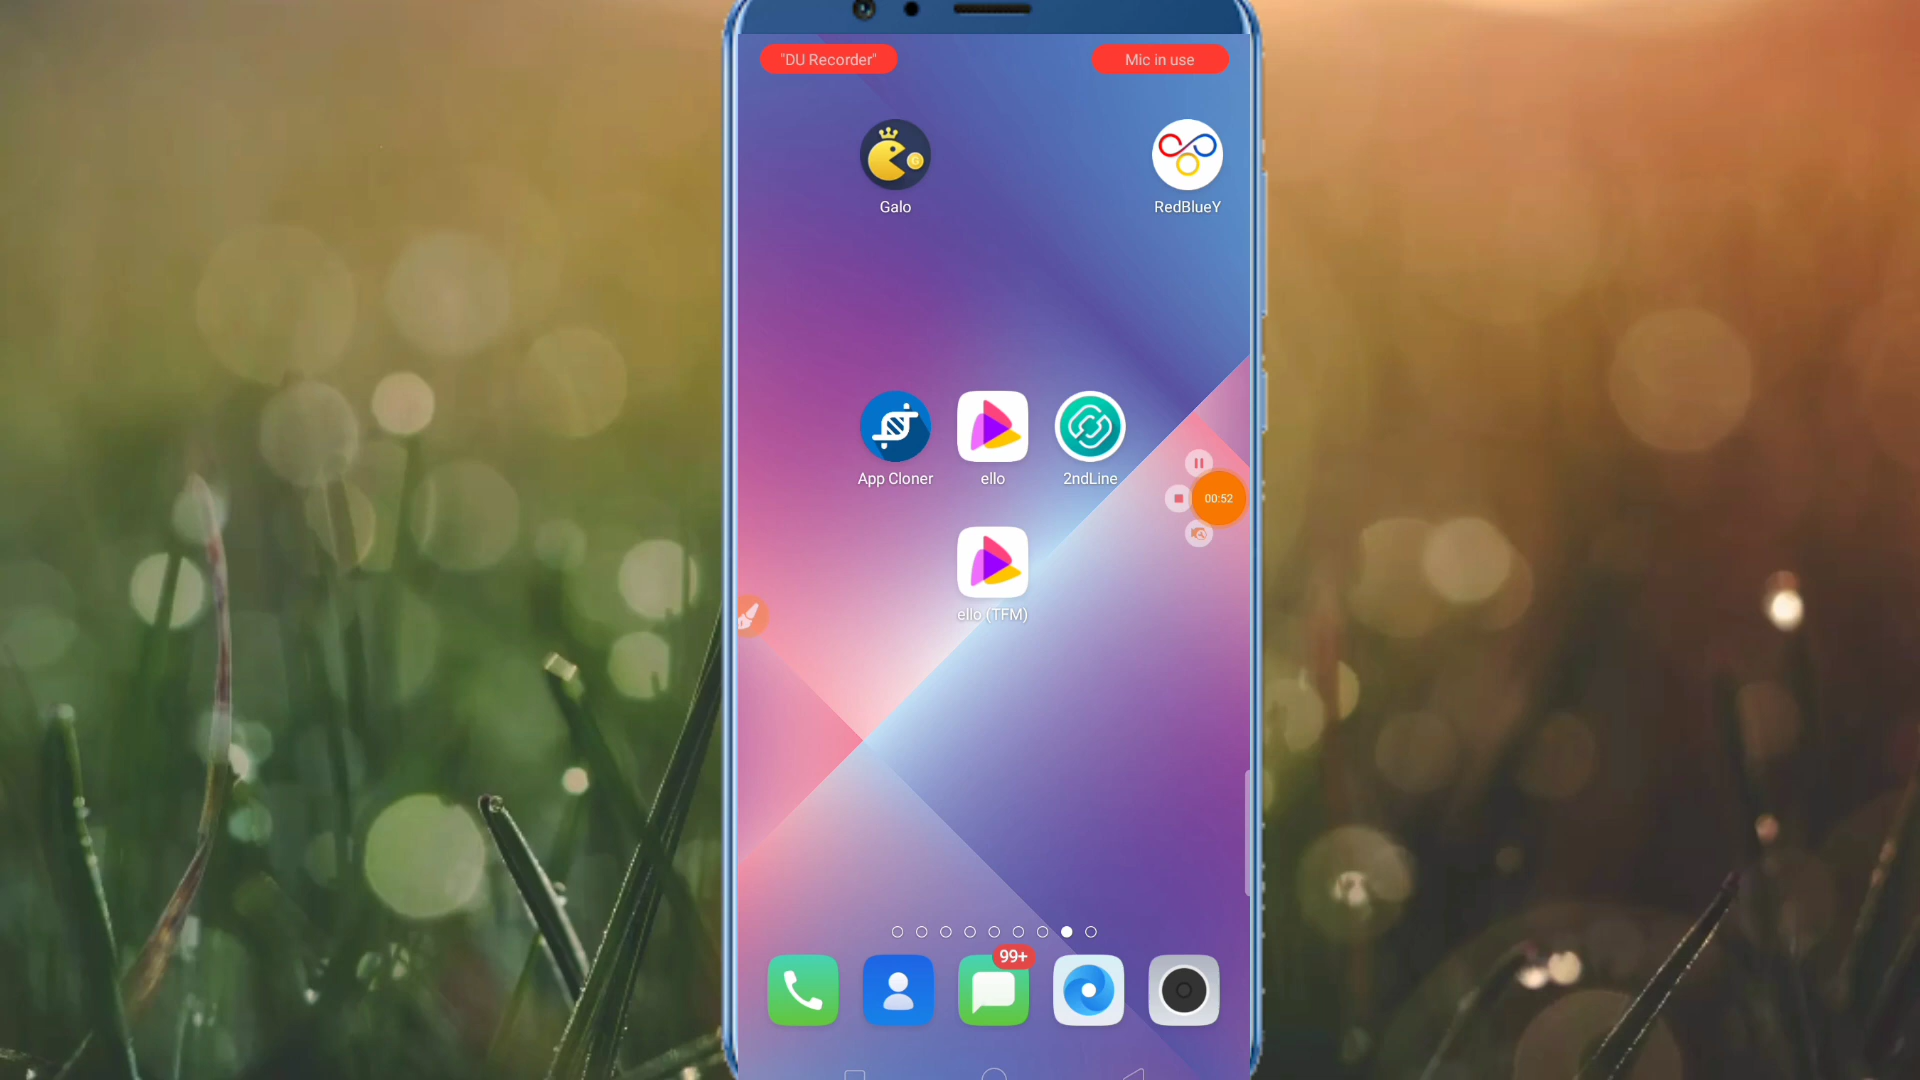 "DU Recorder" Mic in use
Galo RedBlueY
App Cloner ello 2ndLine
00:52
ello (TFM)
99+